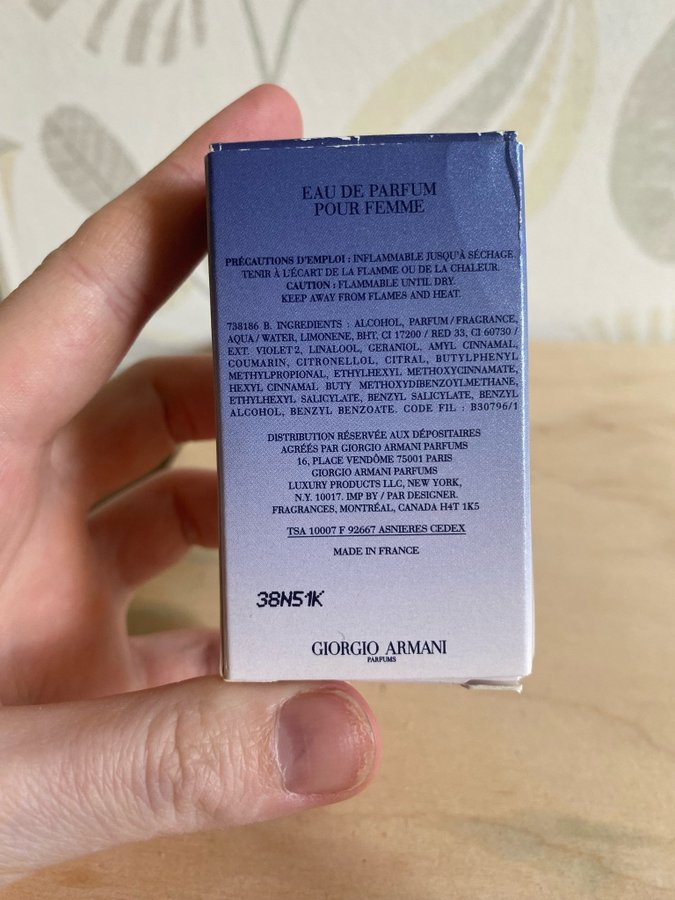 EAU DE PARFUM
POUR FEMME
PRÉCAUTIONS D'EMPLOI : INFLAMMABLE JUSQU'À SÉCHAGE.
TENIR À L'ÉCART DE LA FLAMME OU DE LA CHALEUR.
CAUTION : FLAMMABLE UNTIL DRY.
KEEP AWAY FROM FLAMES AND HEAT.
738186 B. INGREDIENTS : ALCOHOL, PARFUM / FRAGRANCE,
AQUA / WATER, LIMONENE, BHT, CI 17200 / RED 33, CI 60730 /
EXT. VIOLET 2, LINALOOL, GERANIOL, AMYL CINNAMAL,
COUMARIN, CITRONELLOL, CITRAL, BUTYLPHENYL
METHYLPROPIONAL, ETHYLHEXYL METHOXYCINNAMATE,
HEXYL CINNAMAL BUTY METHOXYDIBENZOYLMETHANE,
ETHYLHEXYL SALICYLATE, BENZYL SALICYLATE, BENZYL
ALCOHOL, BENZYL BENZOATE. CODE FIL : B30796/1
DISTRIBUTION RÉSERVÉE AUX DÉPOSITAIRES
AGRÉÉS PAR GIORGIO ARMANI PARFUMS
16, PLACE VENDÔME 75001 PARIS
GIORGIO ARMANI PARFUMS
LUXURY PRODUCTS LLC, NEW YORK,
N.Y. 10017. IMP BY / PAR DESIGNER.
FRAGRANCES, MONTRÉAL, CANADA H4T 1K5
TSA 10007 F 92667 ASNIERES CEDEX
MADE IN FRANCE
38N51K
GIORGIO ARMANI
PARFUMS